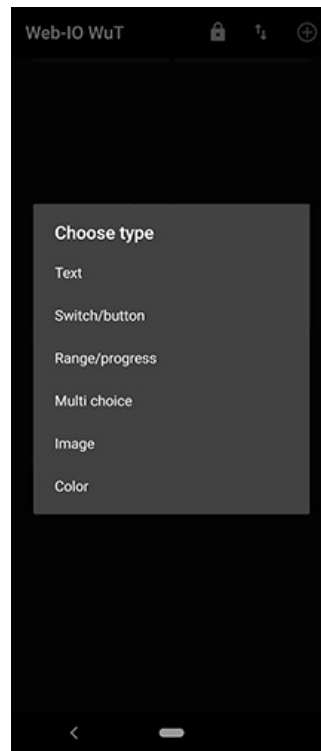 Web-IO WuT
Choose type
Text
Switch/button
Range/progress
Multi choice
Image
Color